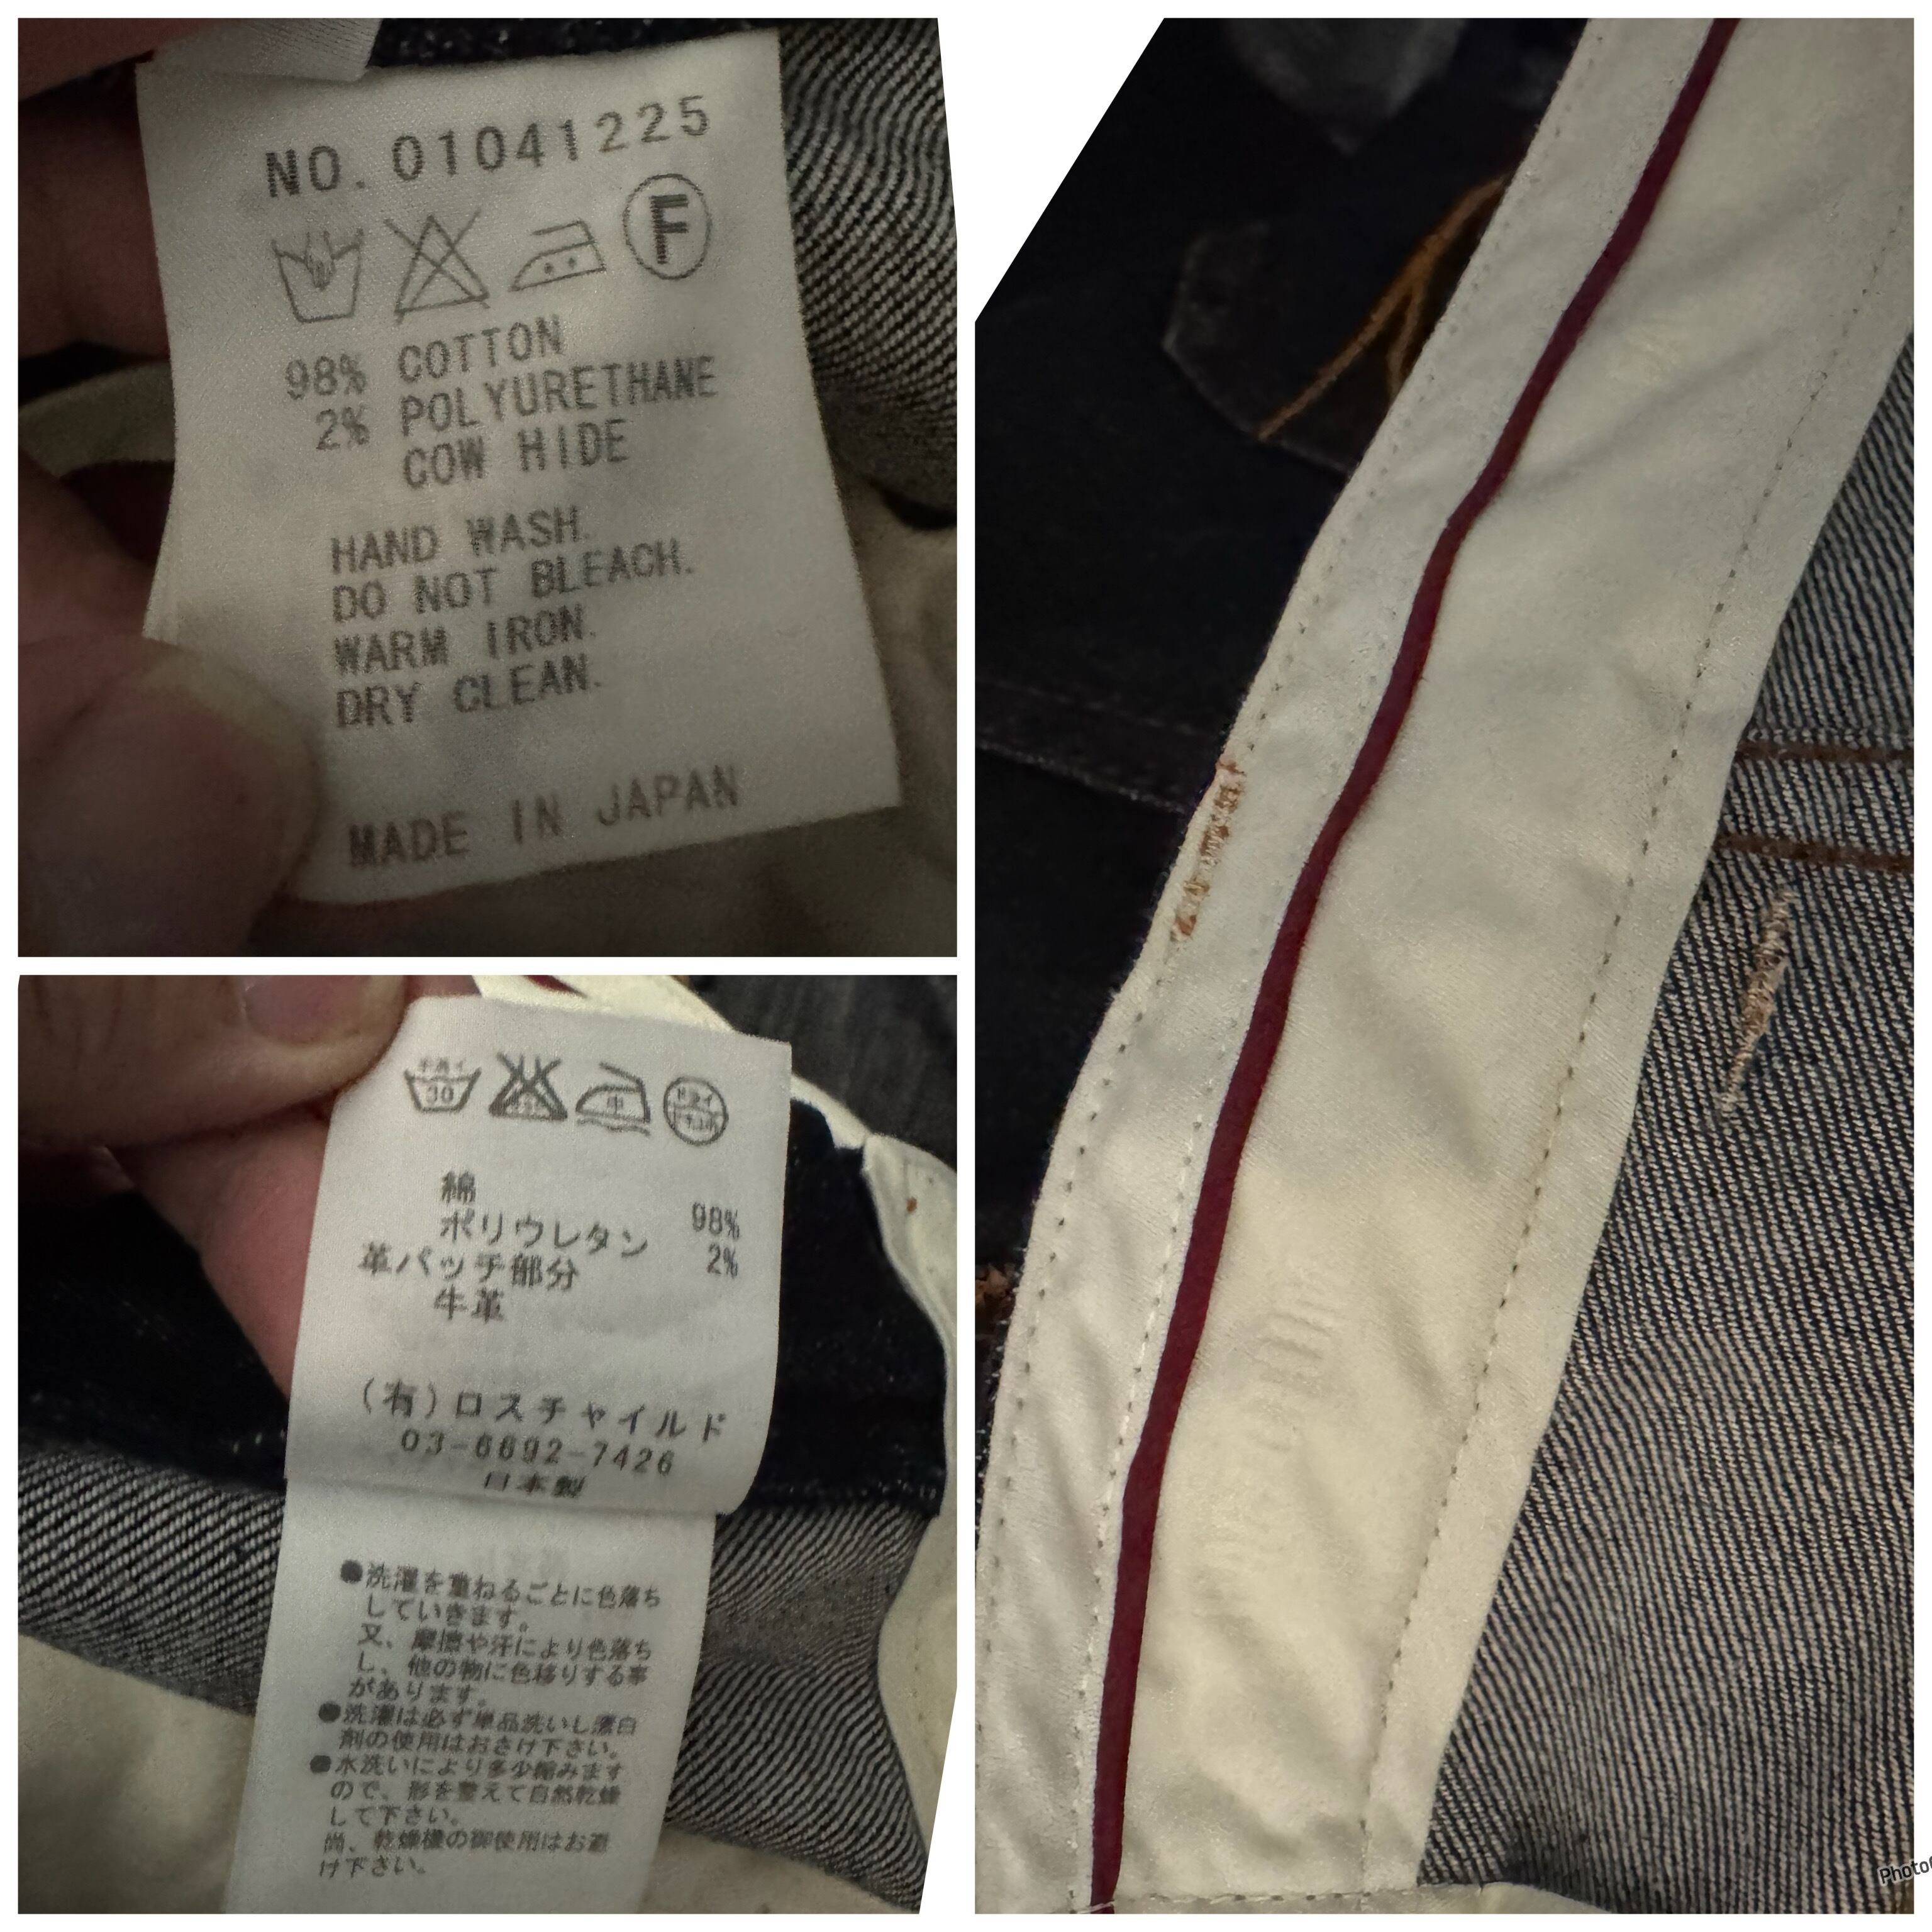 NO. 01041225
F
98% COTTON
2% POLYURETHANE
COW HIDE
HAND WASH.
DO NOT BLEACH.
WARM IRON.
DRY CLEAN.
MADE IN JAPAN
手洗イ
30
中
ドライ
綿 98%
ポリウレタン 2%
革パッチ部分
牛革
(有)ロスチャイルド
03-6692-7426
日本製
●洗濯を重ねるごとに色落ち
していきます。
又、摩擦や汗により色落ち
し、他の物に色移りする事
があります。
●洗濯は必ず単品洗いし漂白
剤の使用はおさけ下さい。
●水洗いにより多少縮みます
ので、形を整えて自然乾燥
して下さい。
尚、乾燥機の御使用はお避
け下さい。